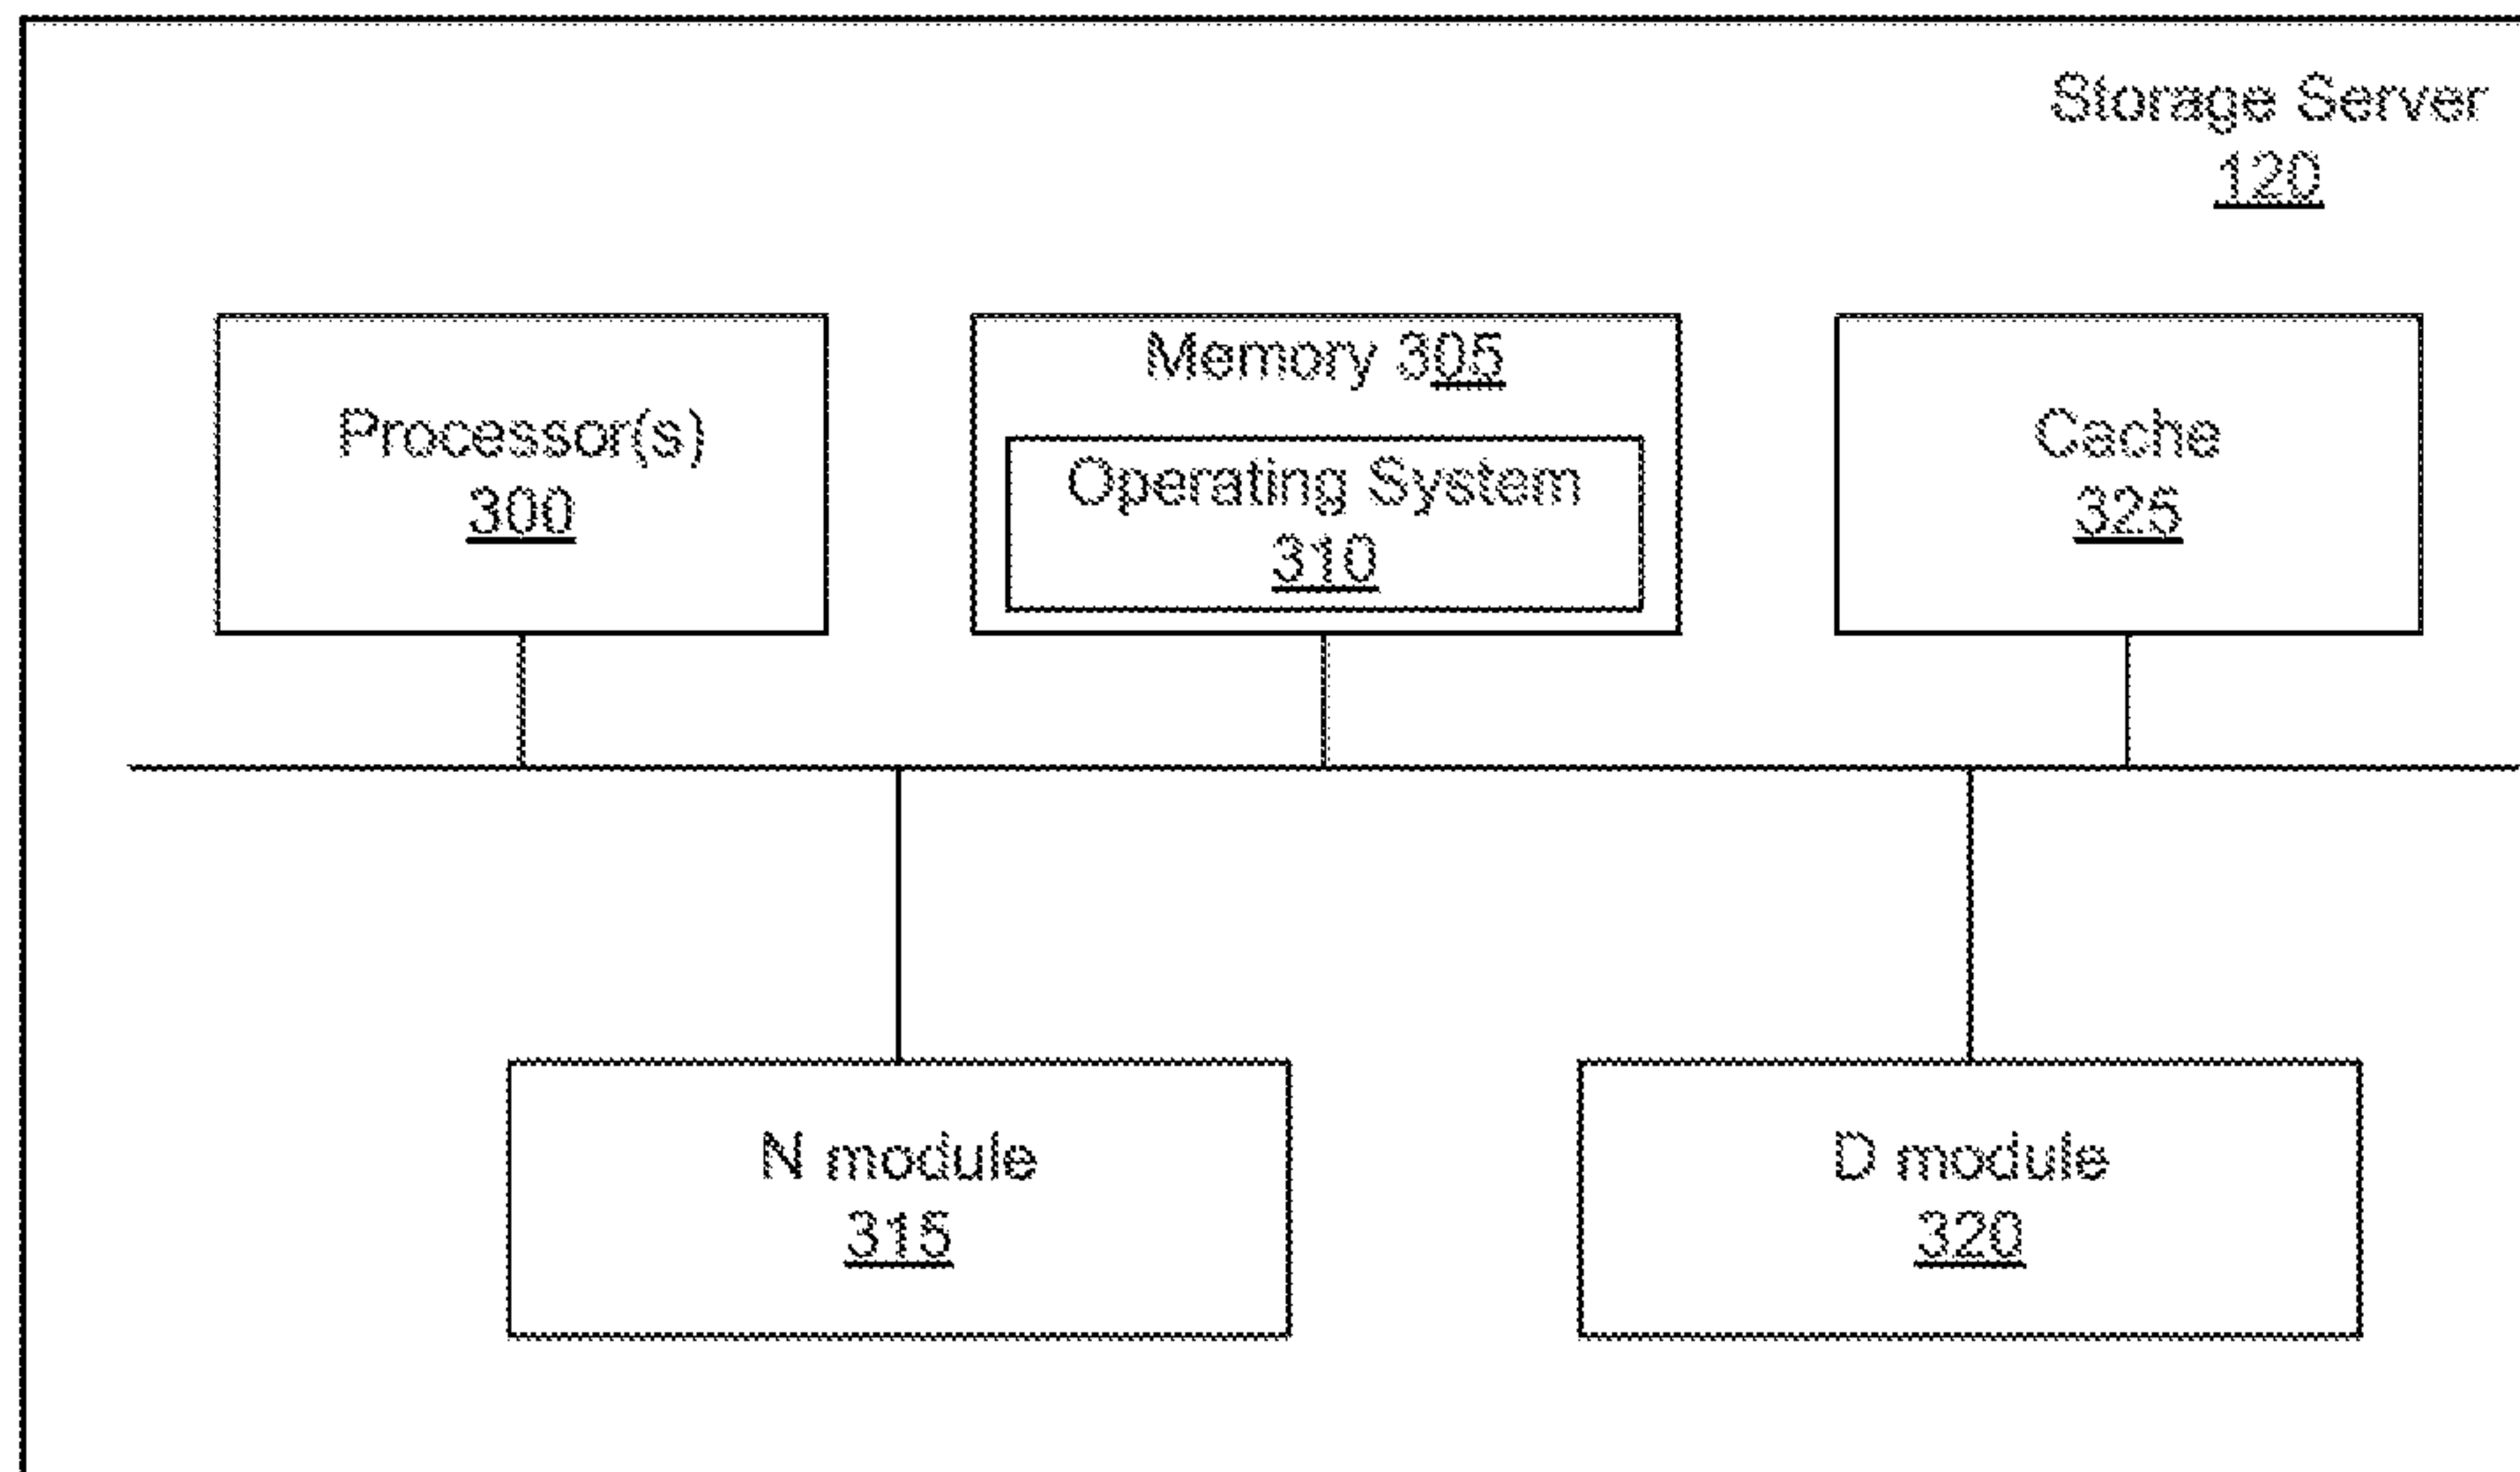 Storage Server
120
Processor(s)
300
Memory 305
Operating System
310
Cache
325
N module
315
D module
320